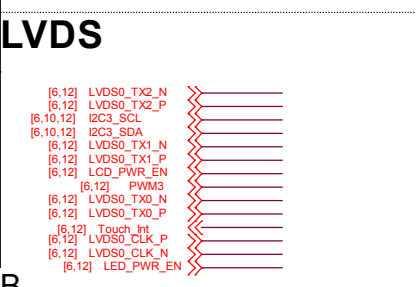 LVDS
[6,12] LVDS0_TX2_N
[6,12] LVDS0_TX2_P
[6,10,12] I2C3_SCL
[6,10,12] I2C3_SDA
[6,12] LVDS0_TX1_N
[6,12] LVDS0_TX1_P
[6,12] LCD_PWR_EN
[6,12] PWM3
[6,12] LVDS0_TX0_N
[6,12] LVDS0_TX0_P
[6,12] Touch_Int
[6,12] LVDS0_CLK_P
[6,12] LVDS0_CLK_N
[6,12] LED_PWR_EN